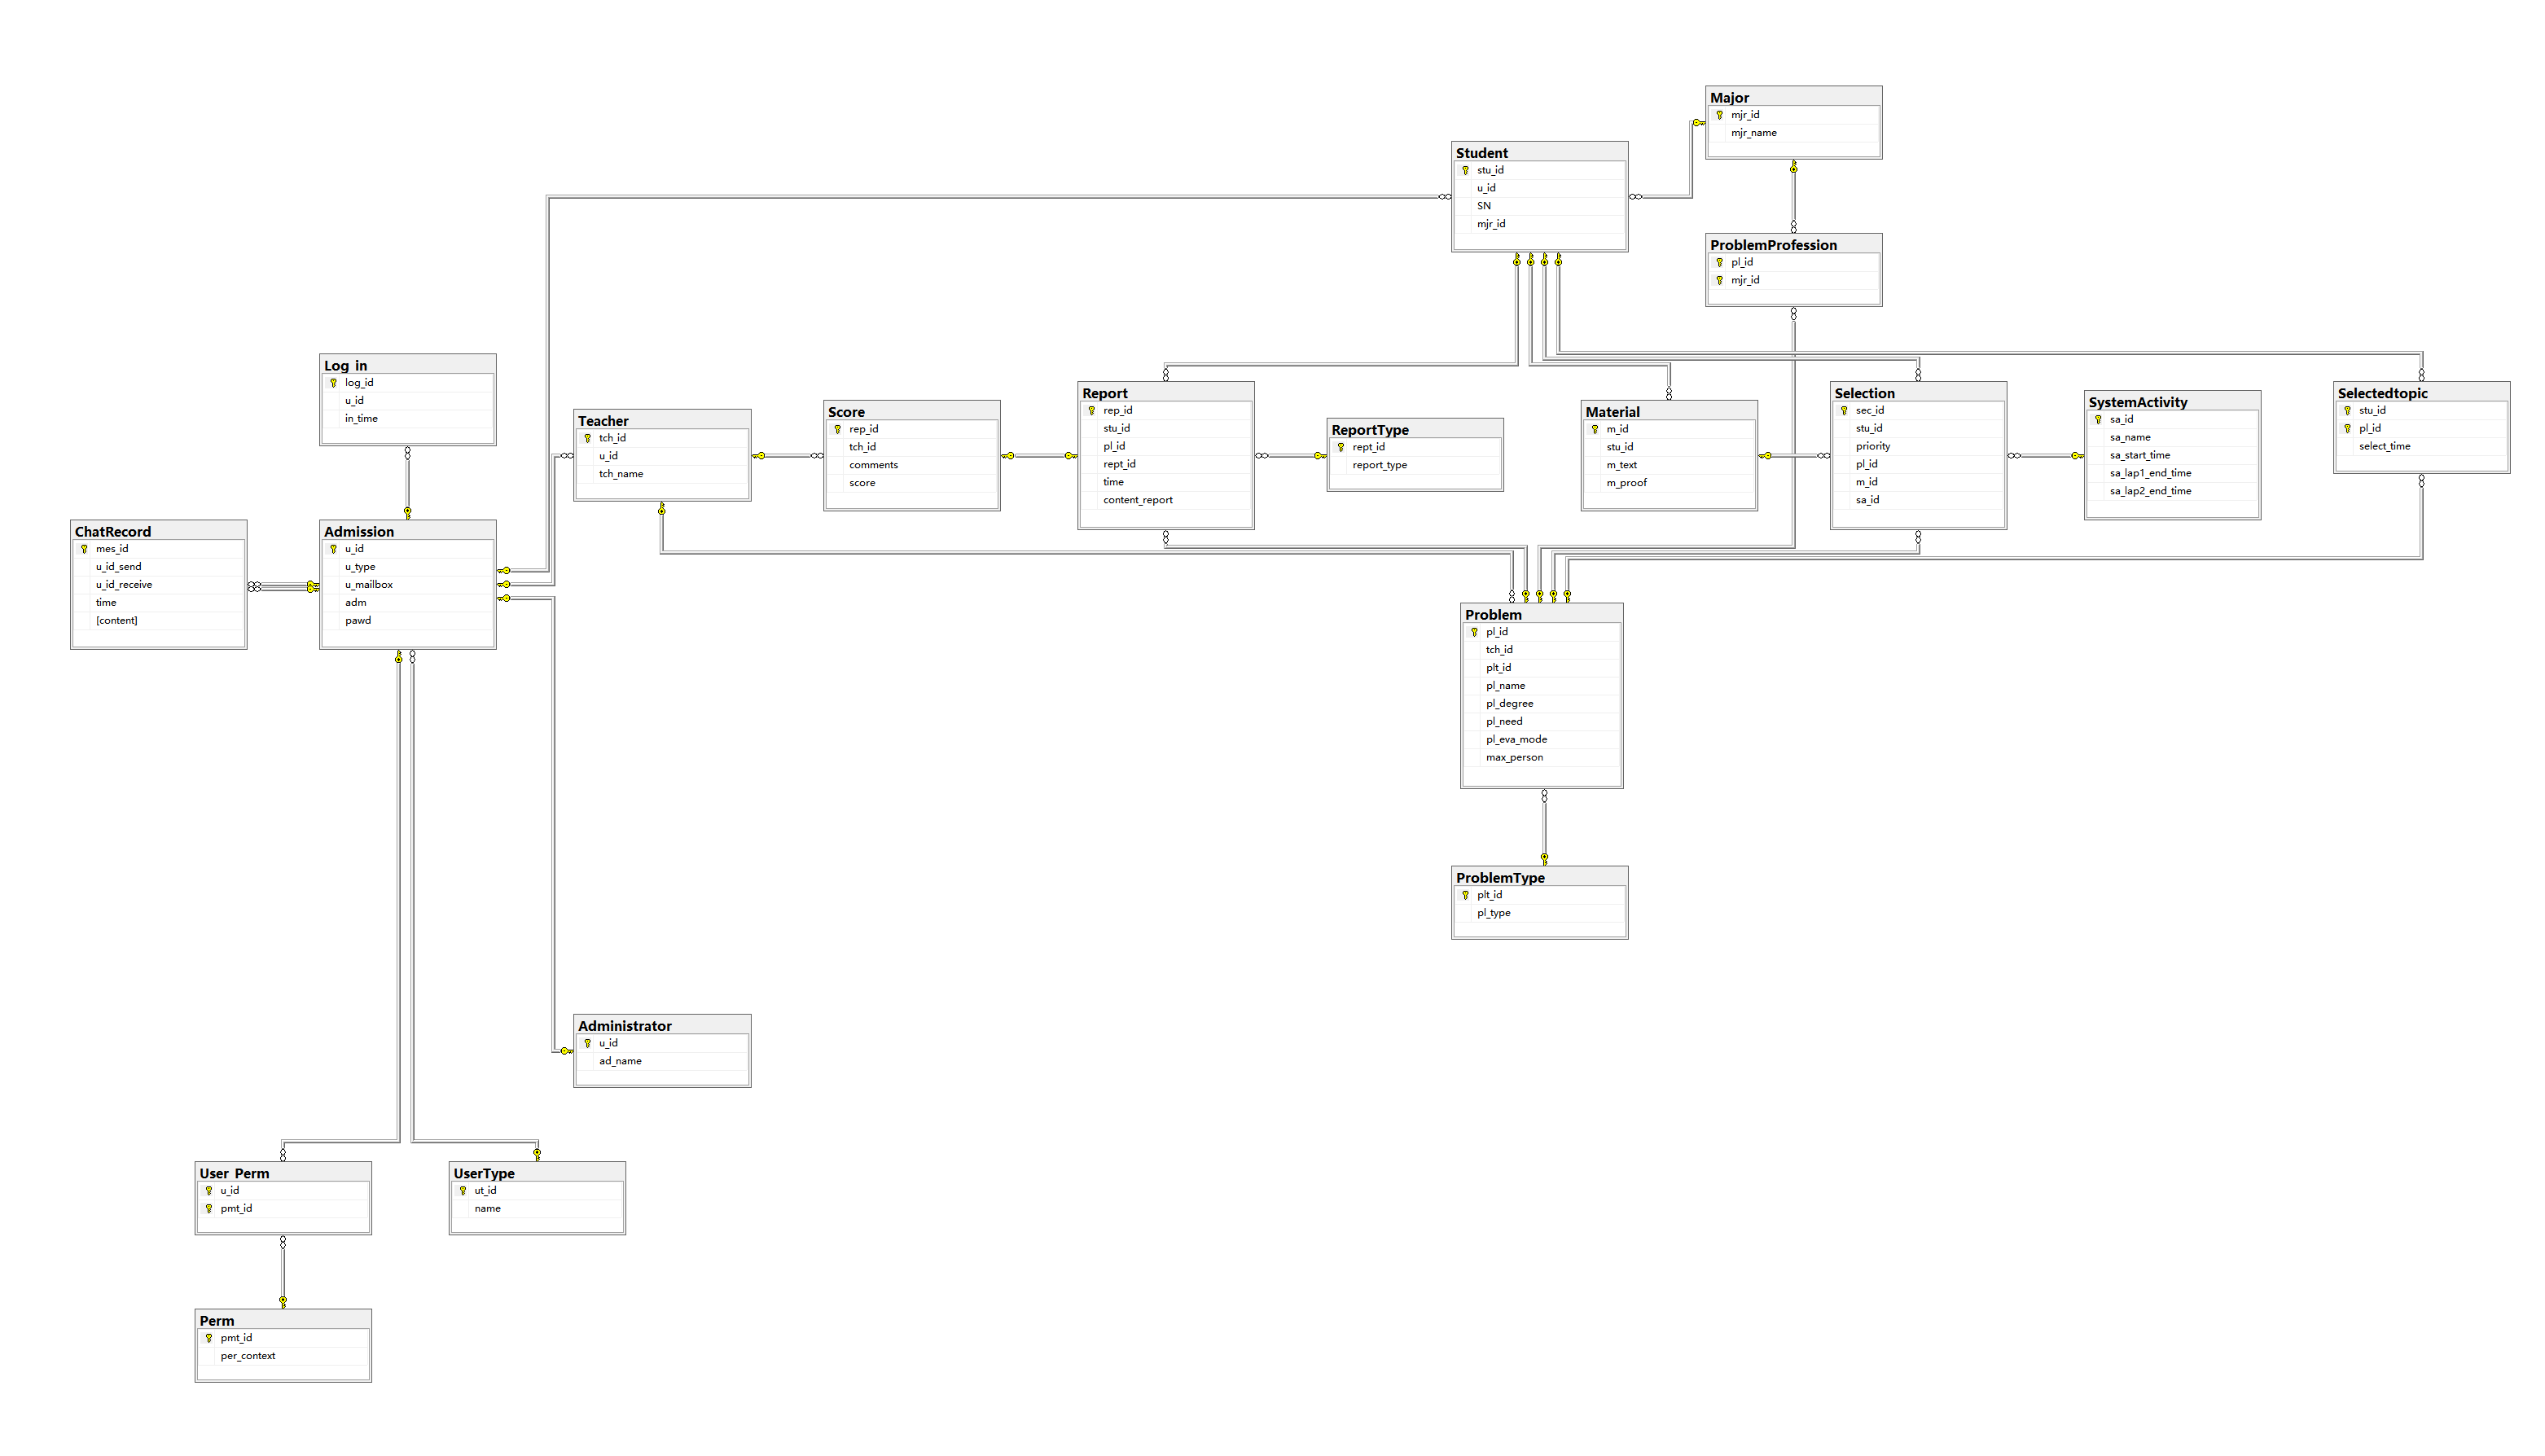 Major
mjr_id
mjr_name
Student
stu_id
u_id
SN
mjr_id
ProblemProfession
pl_id
mjr_id
Log_in
log_id
u_id
in_time
Teacher
tch_id
u_id
tch_name
Score
rep_id
tch_id
comments
score
Report
rep_id
stu_id
pl_id
rept_id
time
content_report
ReportType
rept_id
report_type
Material
m_id
stu_id
m_text
m_proof
Selection
sec_id
stu_id
priority
pl_id
m_id
sa_id
SystemActivity
sa_id
sa_name
sa_start_time
sa_lap1_end_time
sa_lap2_end_time
Selectedtopic
stu_id
pl_id
select_time
ChatRecord
mes_id
u_id_send
u_id_receive
time
[content]
Admission
u_id
u_type
u_mailbox
adm
pawd
Problem
pl_id
tch_id
plt_id
pl_name
pl_degree
pl_need
pl_eva_mode
max_person
ProblemType
plt_id
pl_type
Administrator
u_id
ad_name
User_Perm
u_id
pmt_id
UserType
ut_id
name
Perm
pmt_id
per_context